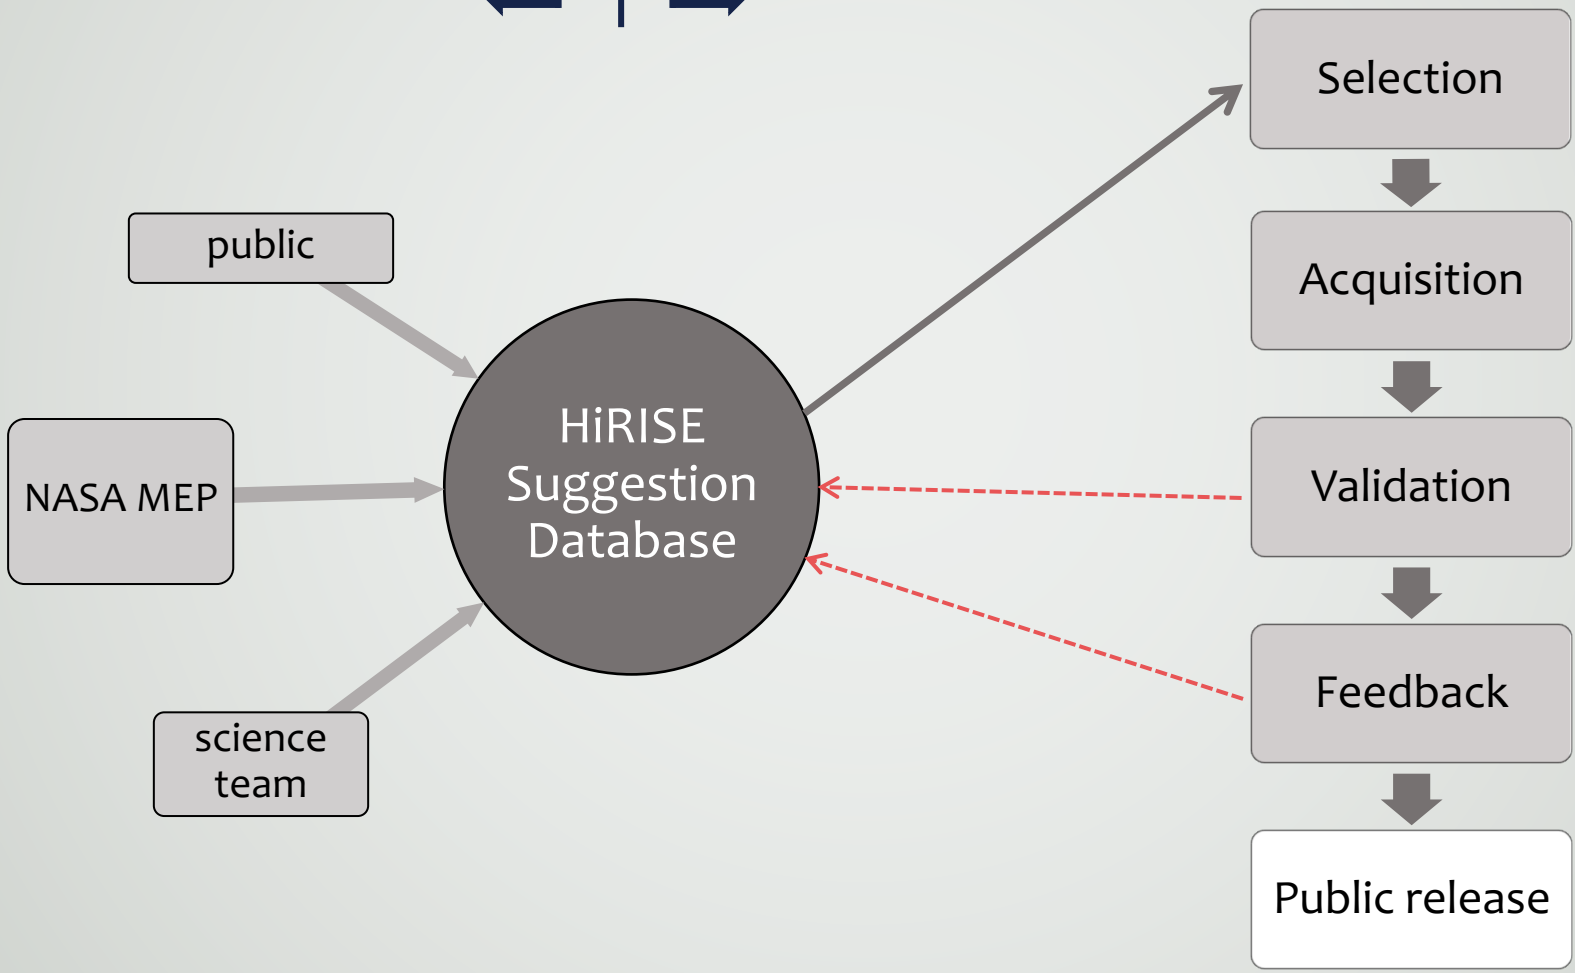 public
NASA MEP
science
team
HiRISE
Suggestion
Database
Selection
Acquisition
Validation
Feedback
Public release